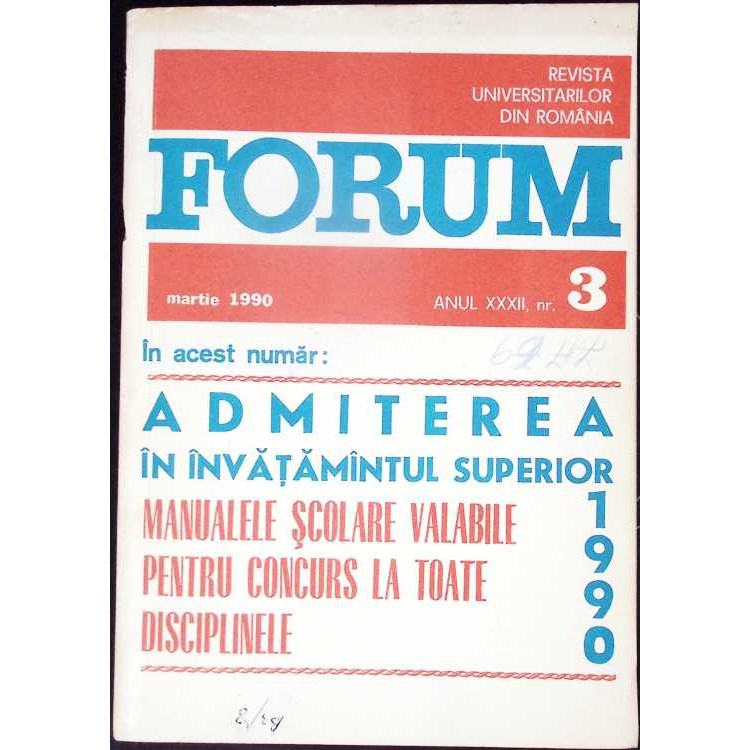 REVISTA
UNIVERSITARILOR
DIN ROMÂNIA
FORUM
martie 1990 ANUL XXXII, nr. 3
În acest număr:
ADMITEREA
ÎN ÎNVĂȚĂMÎNTUL SUPERIOR
1990
MANUALELE ȘCOLARE VALABILE
PENTRU CONCURS LA TOATE
DISCIPLINELE